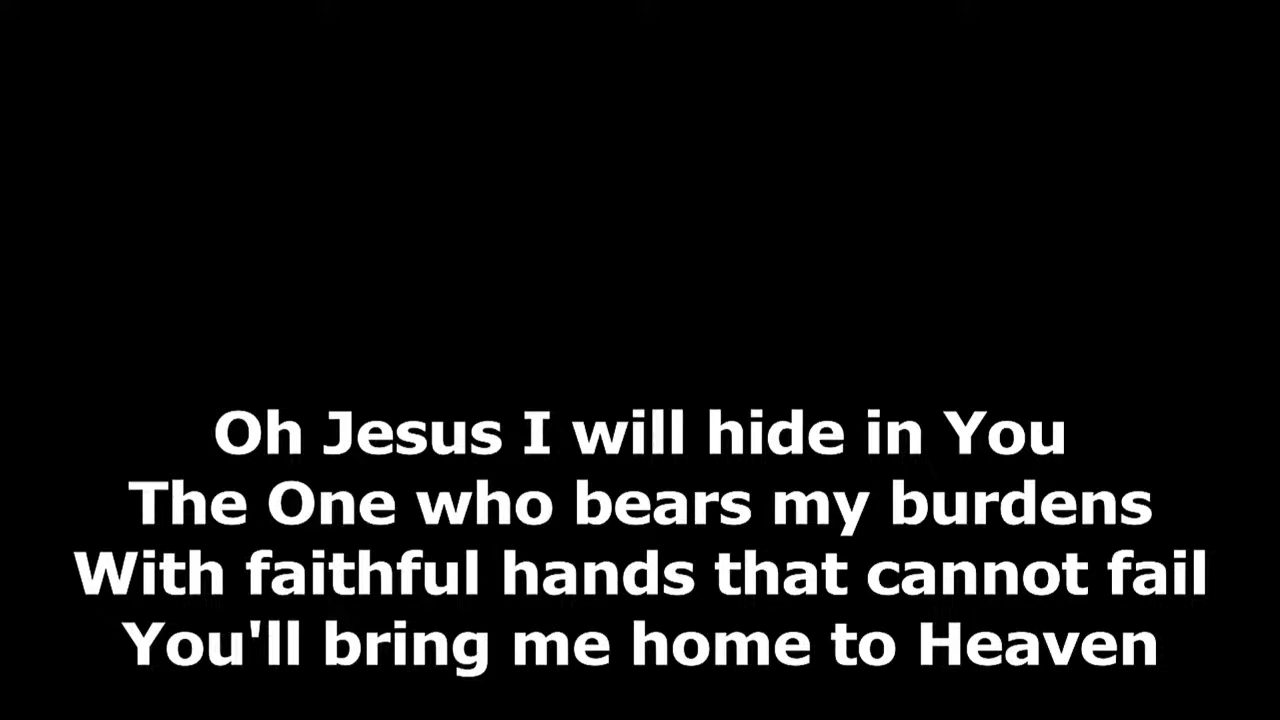 Oh Jesus I will hide in You
The One who bears my burdens
With faithful hands that cannot fail
You'll bring me home to Heaven